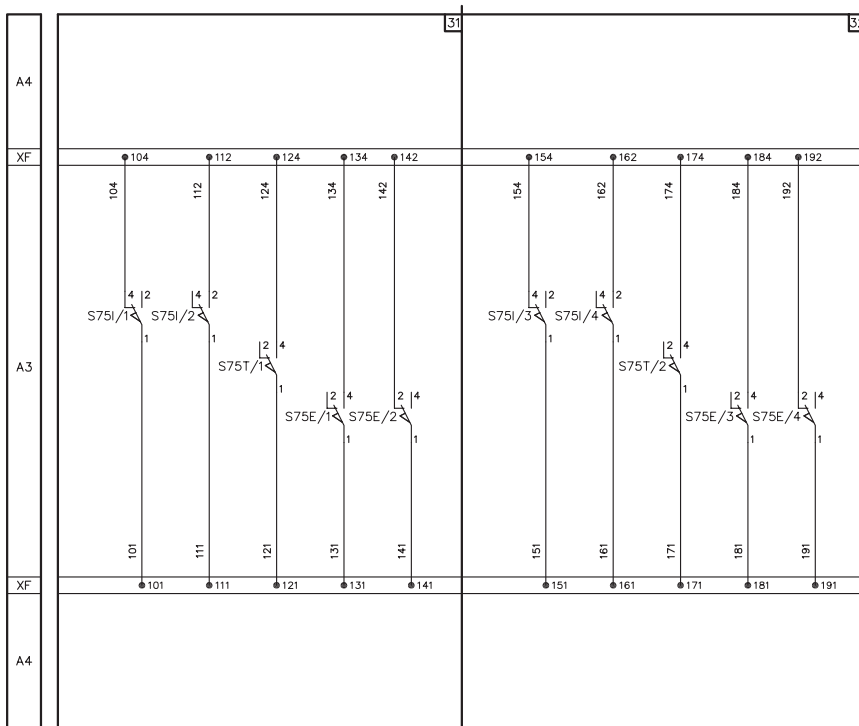 31 32
A4
XF 104 112 124 134 142 154 162 174 184 192
104 112 124 134 142 154 162 174 184 192
4 2 4 2 4 2 4 2
S75I/1 S75I/2 S75I/3 S75I/4
1 1 1 1
2 4 2 4
A3 S75T/1 S75T/2
1 1
2 4 2 4 2 4 2 4
S75E/1 S75E/2 S75E/3 S75E/4
1 1 1 1
101 111 121 131 141 151 161 171 181 191
XF 101 111 121 131 141 151 161 171 181 191
A4